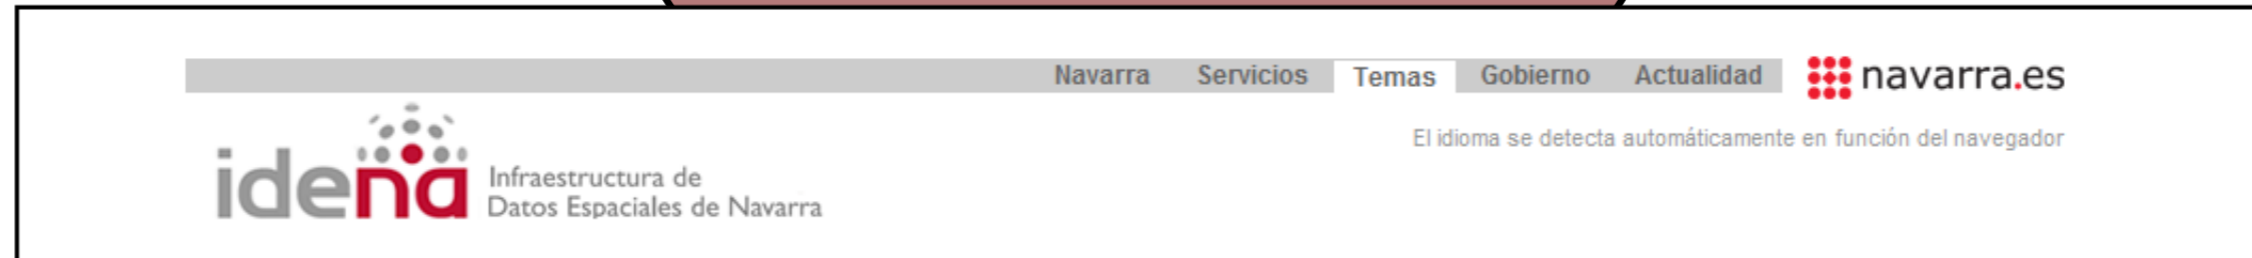 Navarra Servicios Temas Gobierno Actualidad navarra.es
El idioma se detecta automáticamente en función del navegador
idena Infraestructura de
Datos Espaciales de Navarra